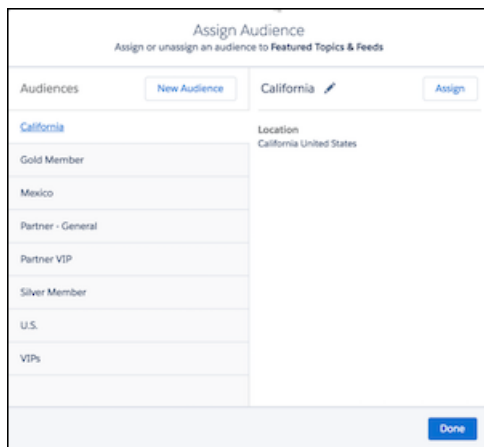 Assign Audience
Assign or unassign an audience to Featured Topics & Feeds
Audiences
New Audience
California
Gold Member
Mexico
Partner - General
Partner VIP
Silver Member
U.S.
VIPs
California
Assign
Location
California United States
Done